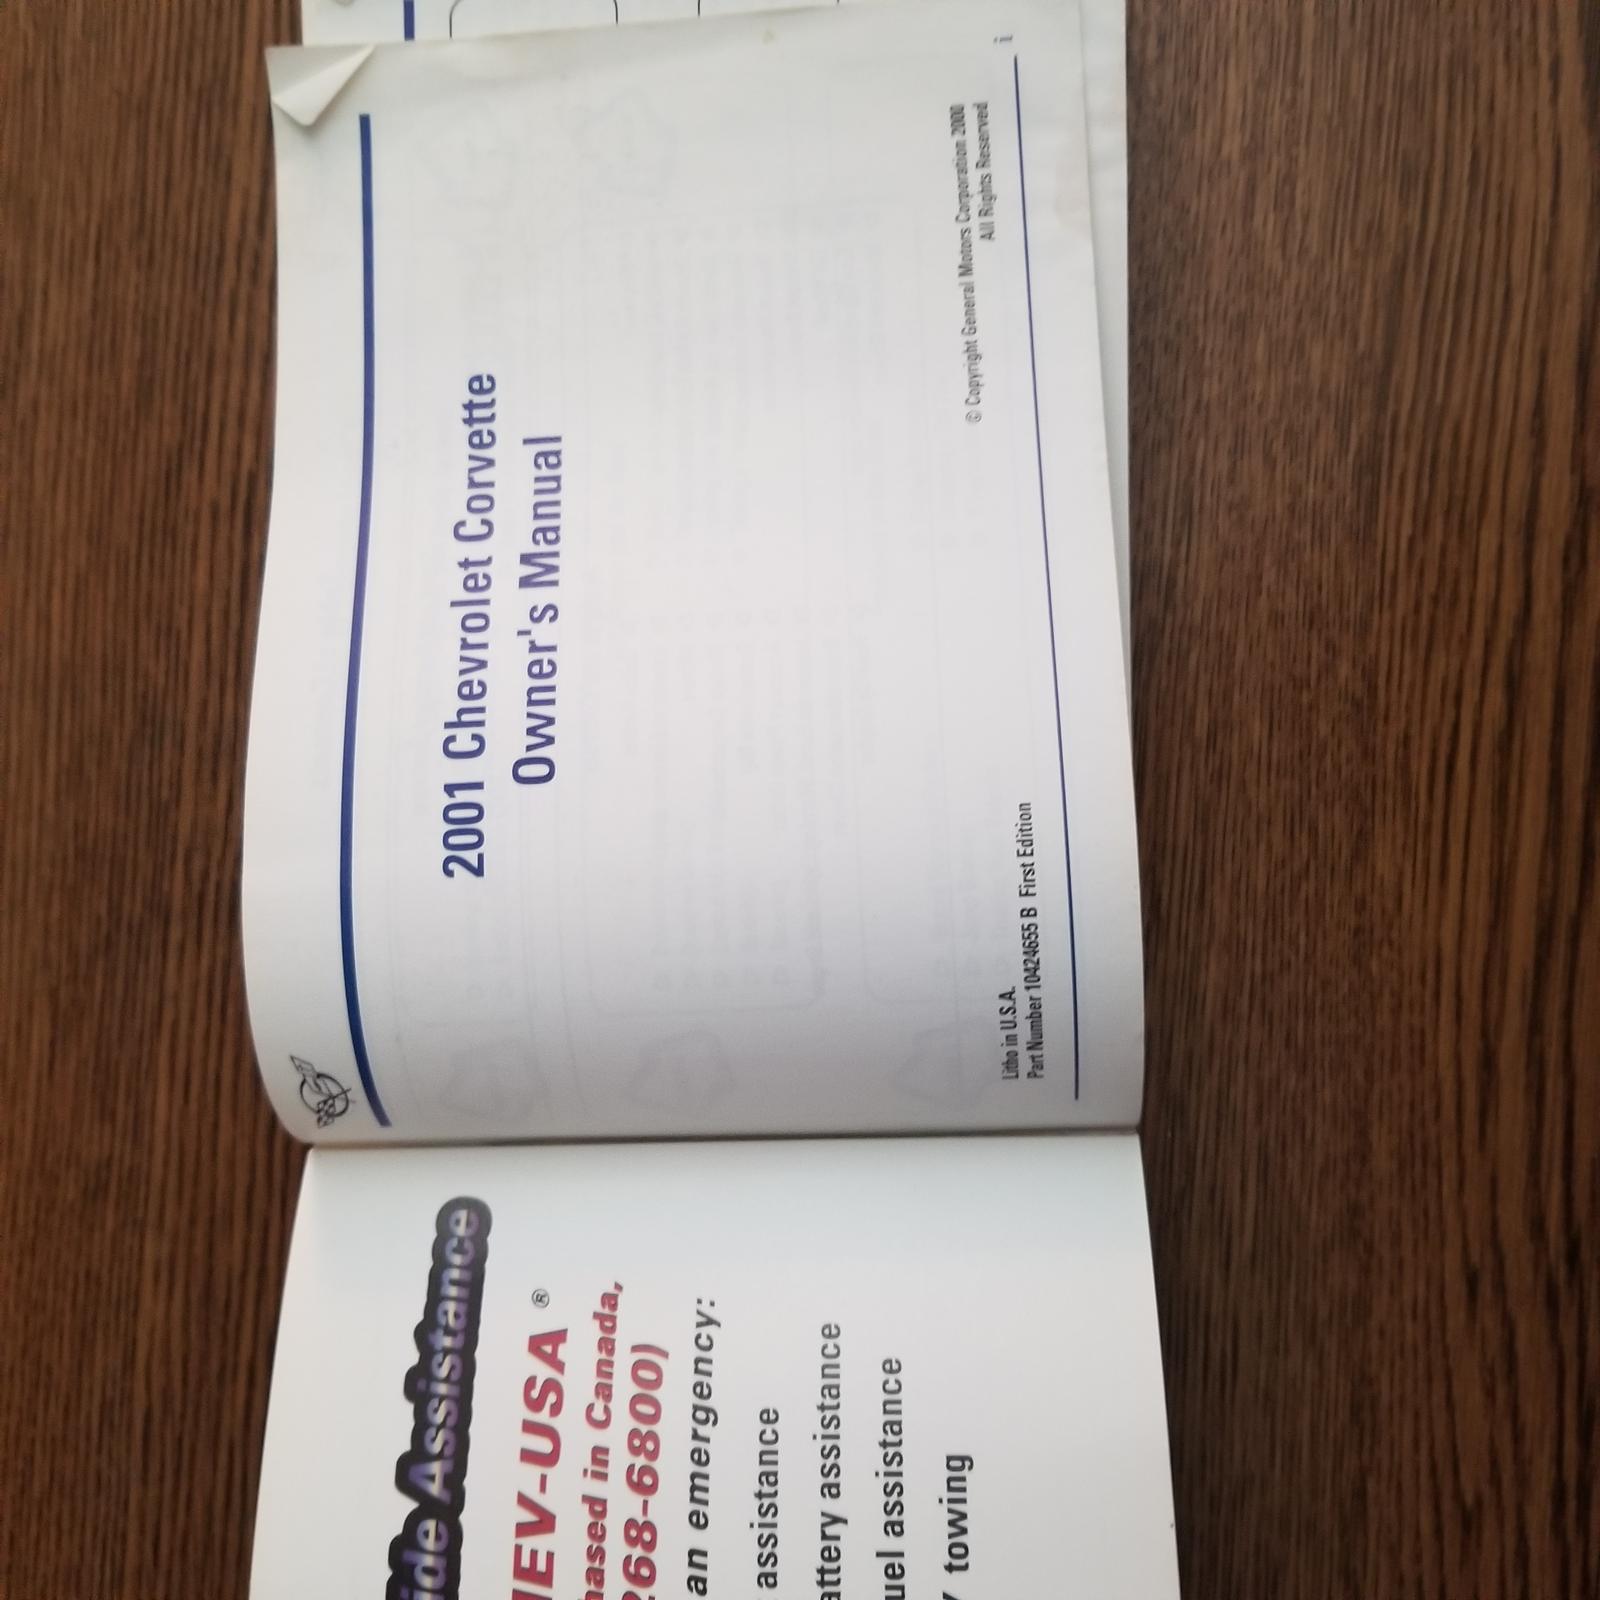 ide Assistance
HEV-USA ®
hased in Canada,
268-6800)
an emergency:
assistance
attery assistance
uel assistance
towing
2001 Chevrolet Corvette
Owner's Manual
Litho in U.S.A.
Part Number 10424655 B First Edition
© Copyright General Motors Corporation 2000
All Rights Reserved
i